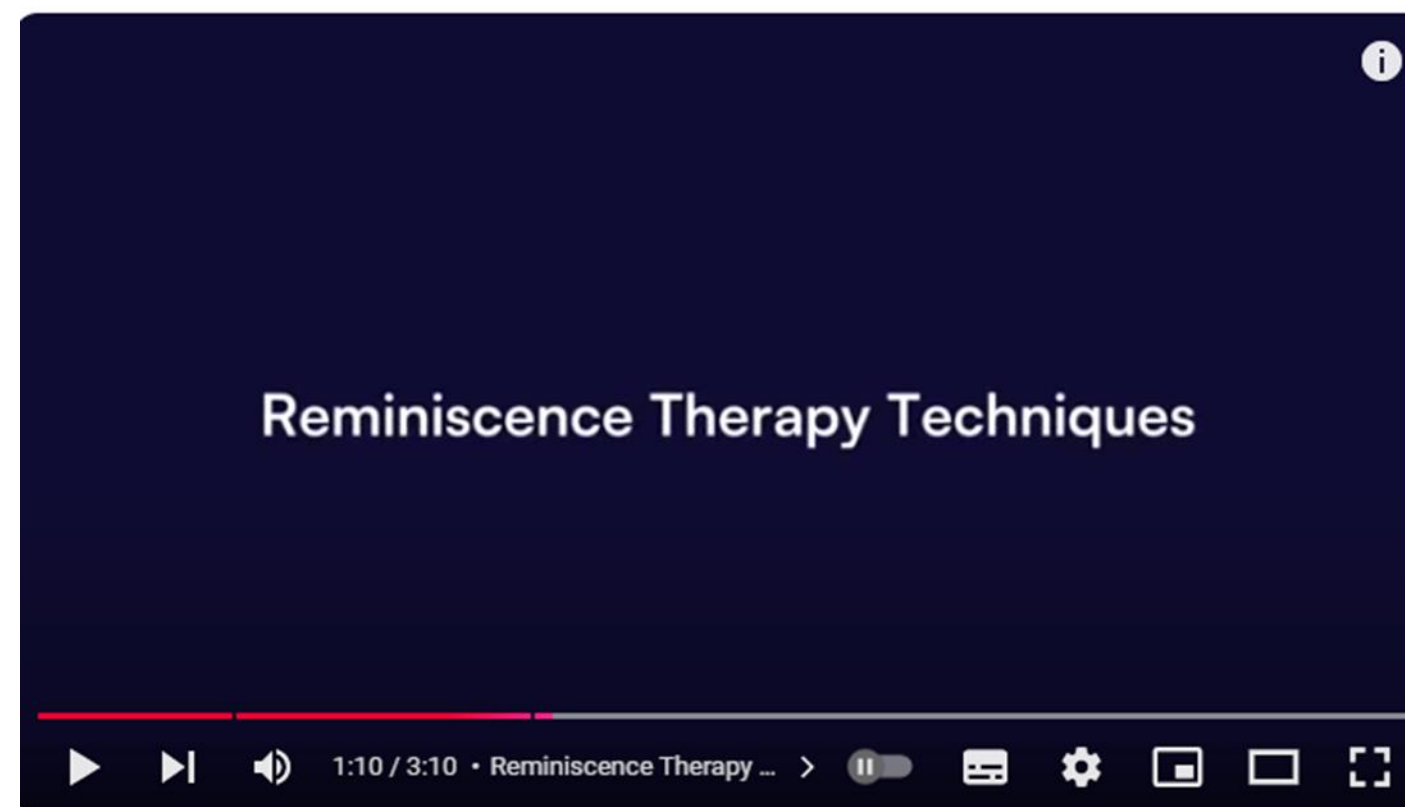 Reminiscence Therapy Techniques
1:10 / 3:10 • Reminiscence Therapy ...